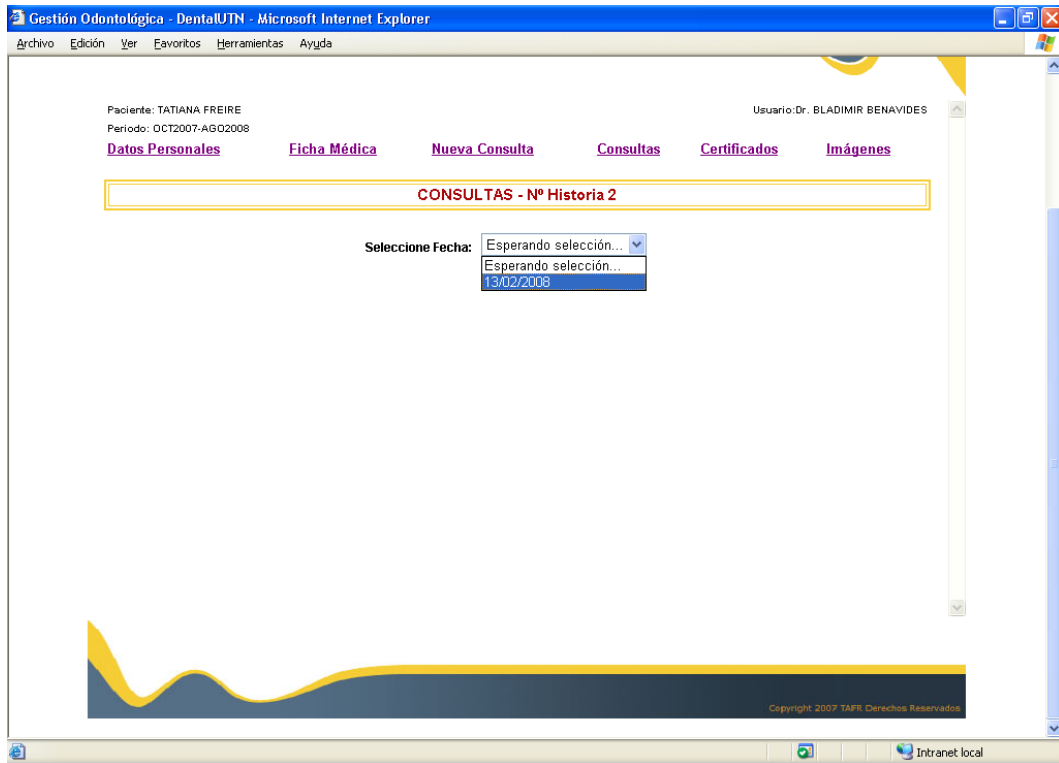 Gestión Odontológica - DentalUTN - Microsoft Internet Explorer
Archivo Edición Ver Favoritos Herramientas Ayuda
Paciente: TATIANA FREIRE Usuario:Dr. BLADIMIR BENAVIDES
Periodo: OCT2007-AGO2008
Datos Personales Ficha Médica Nueva Consulta Consultas Certificados Imágenes
CONSULTAS - Nº Historia 2
Seleccione Fecha: Esperando selección...
Esperando selección...
13/02/2008
Copyright 2007 TAFR Derechos Reservados
Intranet local